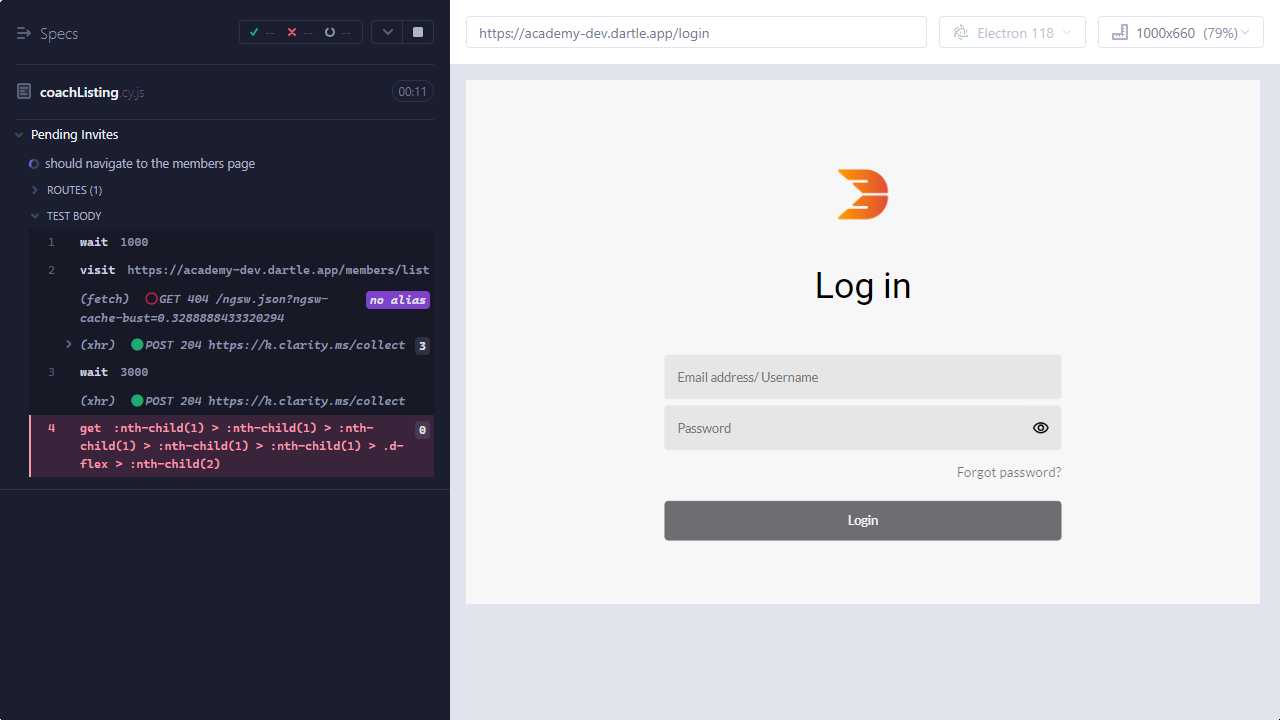 Specs
-- -- --
coachListing.cy.js
00:11
Pending Invites
should navigate to the members page
ROUTES (1)
TEST BODY
1 wait 1000
2 visit https://academy-dev.dartle.app/members/list
(fetch) GET 404 /ngsw.json?ngsw-
cache-bust=0.3288888433320294
no alias
(xhr) POST 204 https://k.clarity.ms/collect 3
3 wait 3000
(xhr) POST 204 https://k.clarity.ms/collect
4 get :nth-child(1) > :nth-child(1) > :nth-
child(1) > :nth-child(1) > :nth-child(1) > .d-
flex > :nth-child(2)
0
https://academy-dev.dartle.app/login
Electron 118
1000x660 (79%)
Log in
Email address/ Username
Password
Forgot password?
Login